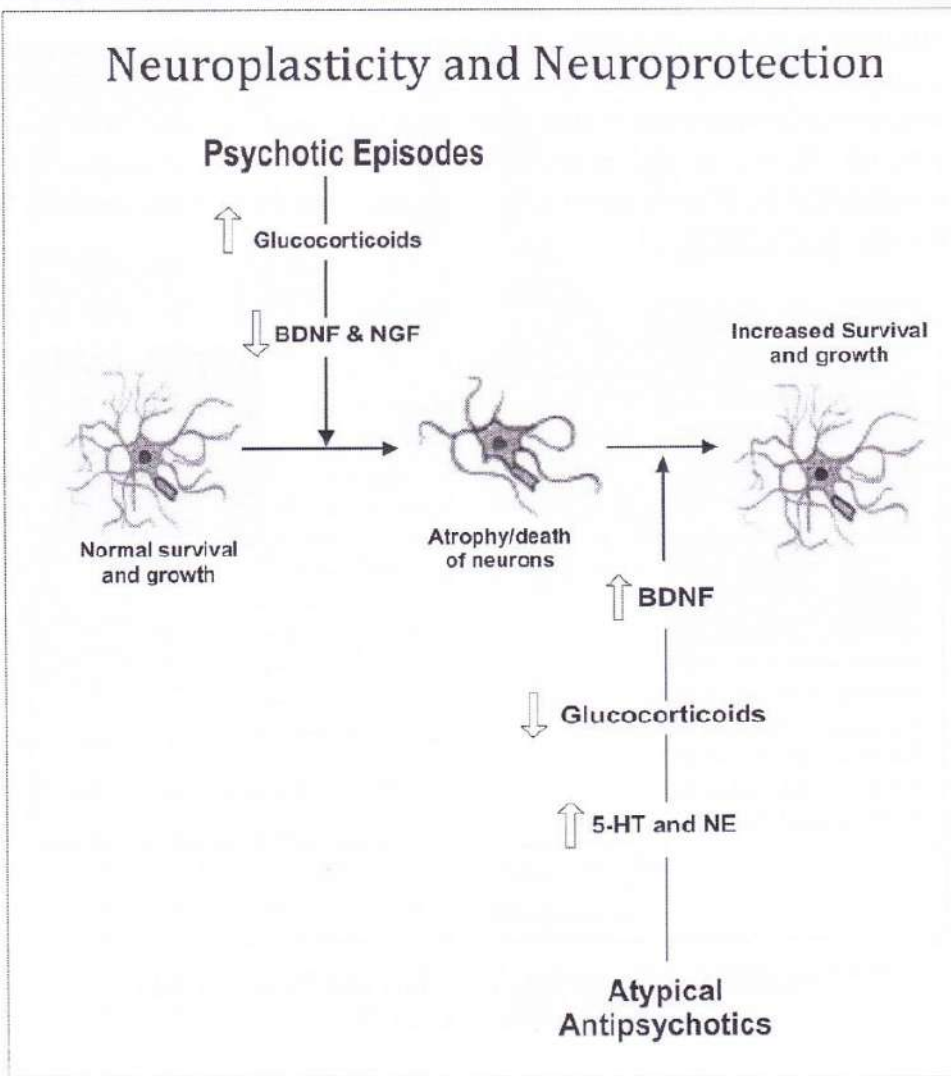 Neuroplasticity and Neuroprotection
Psychotic Episodes
Glucocorticoids
BDNF & NGF
Normal survival
and growth
Atrophy/death
of neurons
Increased Survival
and growth
BDNF
Glucocorticoids
5-HT and NE
Atypical
Antipsychotics